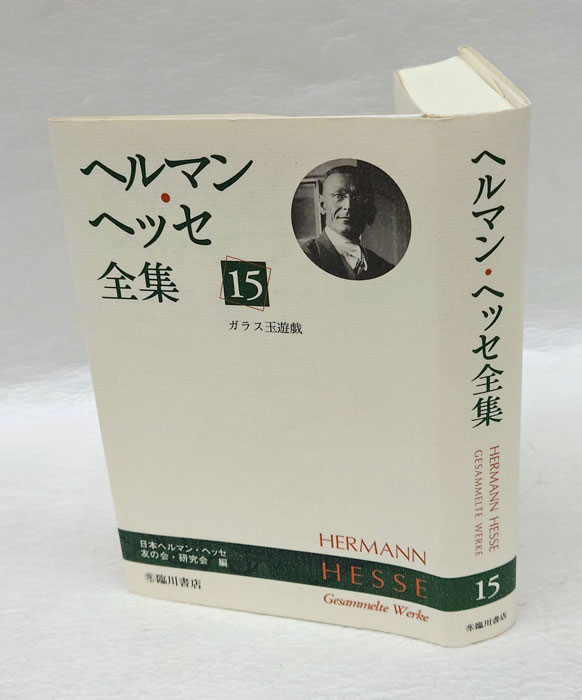 ヘルマン・
ヘッセ
全集 15
ガラス玉遊戯
日本ヘルマン・ヘッセ
友の会・研究会 編
臨川書店
HERMANN
HESSE
Gesammelte Werke
ヘルマン・ヘッセ全集
HERMANN HESSE
GESAMMELTE WERKE
15
臨川書店